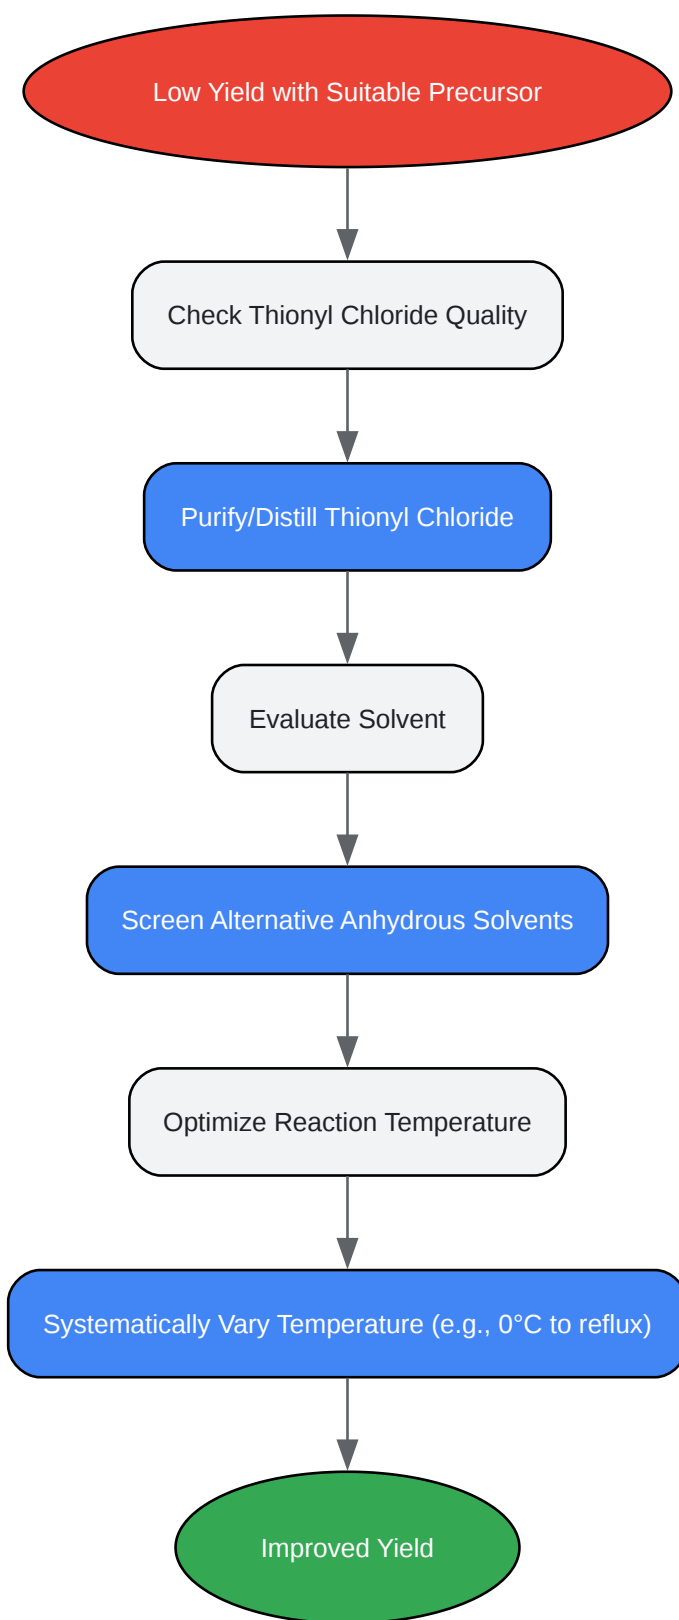 Low Yield with Suitable Precursor
Check Thionyl Chloride Quality
Purify/Distill Thionyl Chloride
Evaluate Solvent
Screen Alternative Anhydrous Solvents
Optimize Reaction Temperature
Systematically Vary Temperature (e.g., 0°C to reflux)
Improved Yield